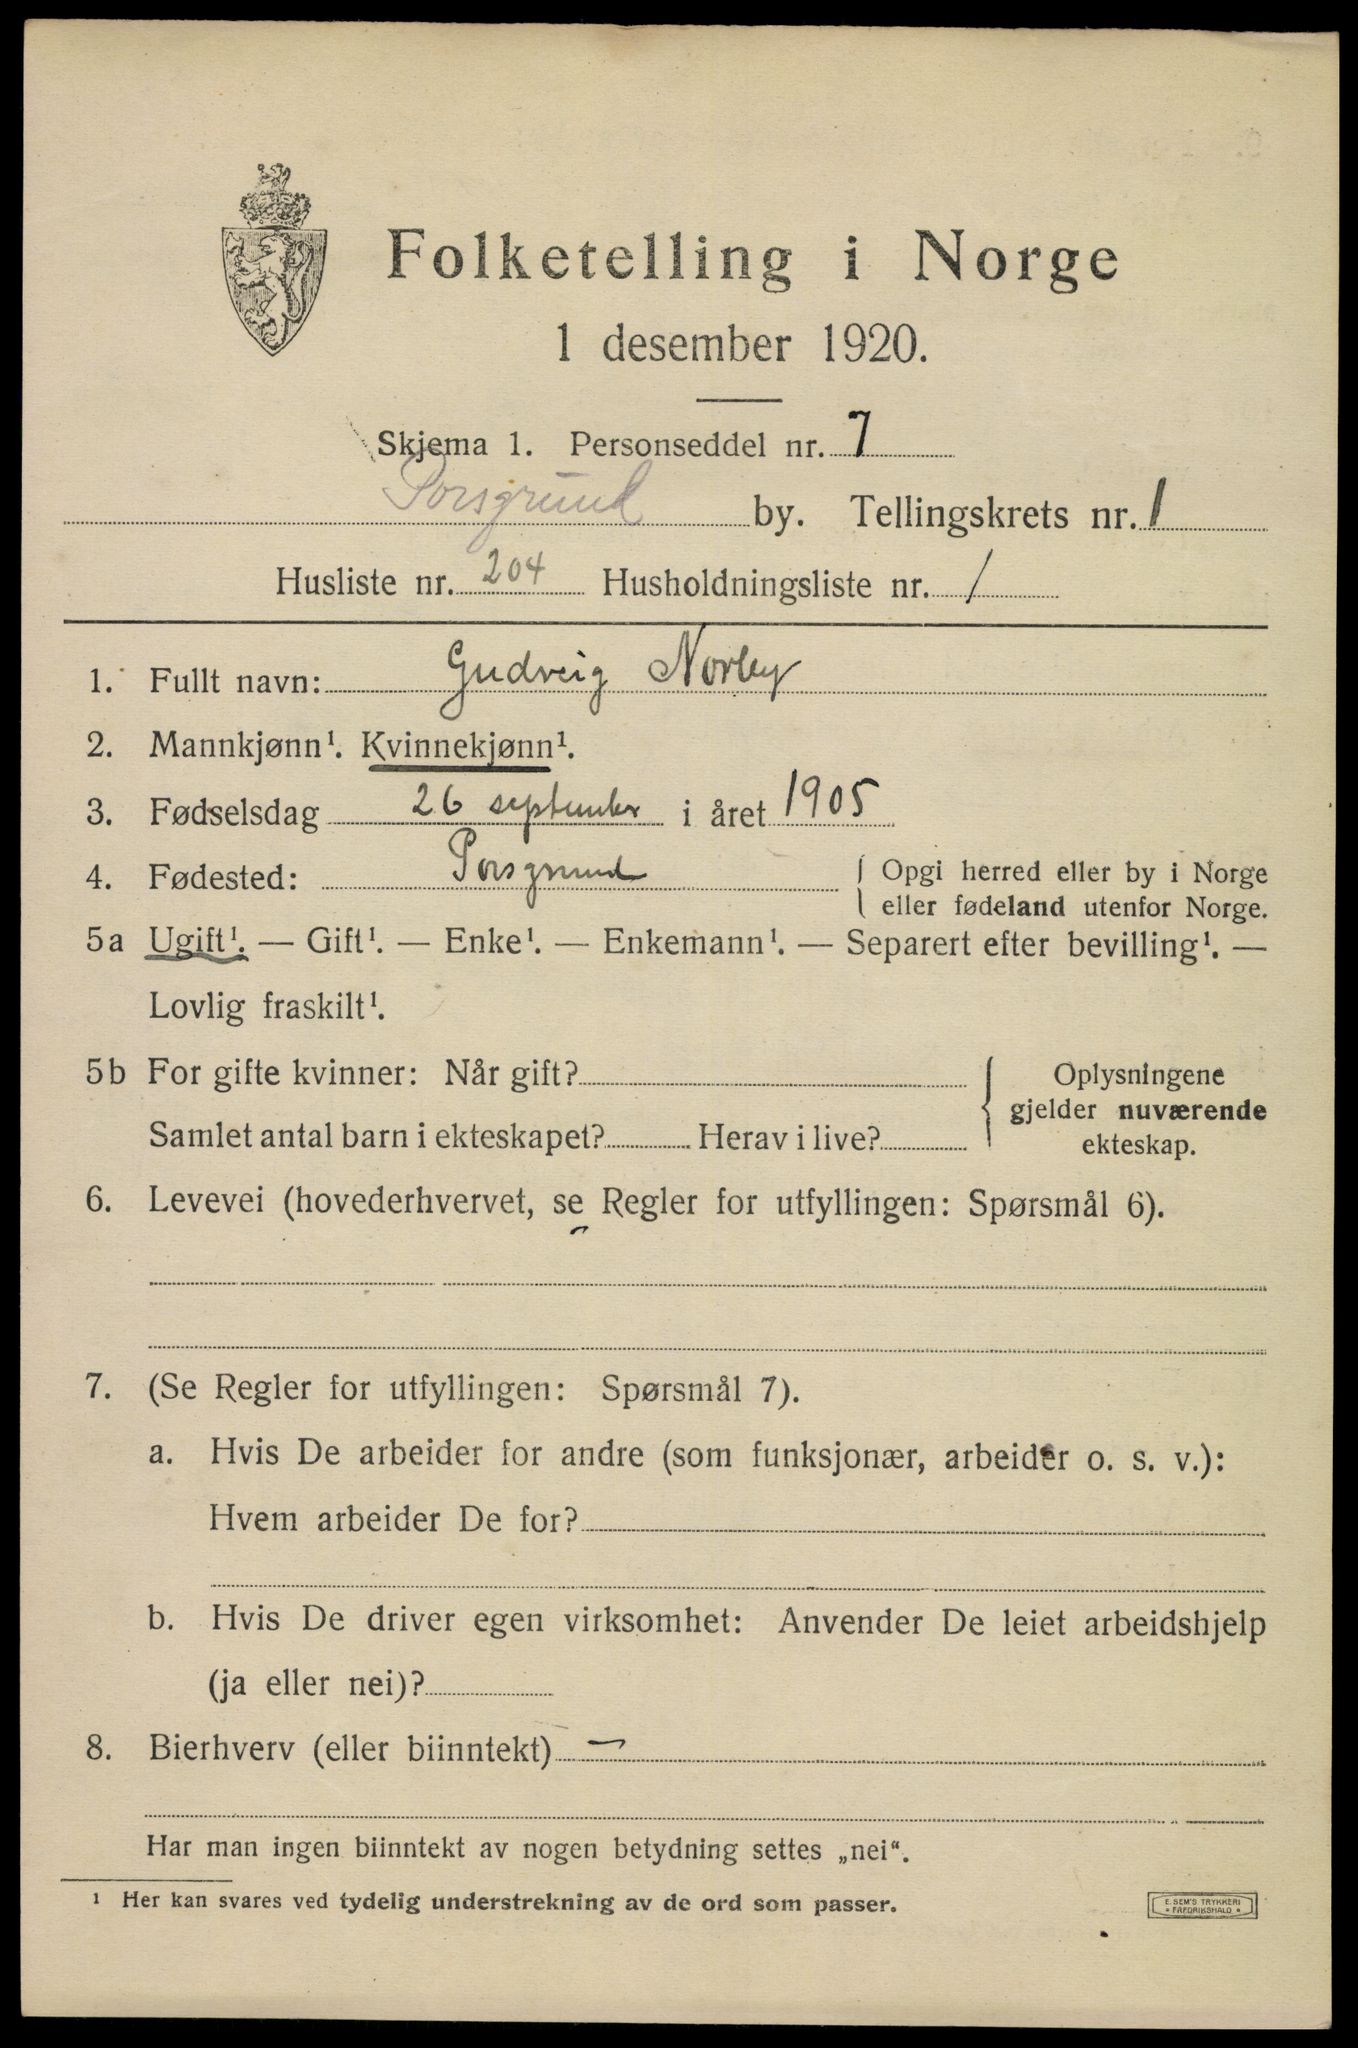 Folketelling i Norge
1 desember 1920.
Skjema 1. Personseddel nr. 7
Porsgrund by. Tellingskrets nr. 1
Husliste nr. 204 Husholdningsliste nr. 1
1. Fullt navn: Gudveig Norby
2. Mannkjønn¹. Kvinnekjønn¹.
3. Fødselsdag 26 september i året 1905
4. Fødested: Porsgrund { Opgi herred eller by i Norge
eller fødeland utenfor Norge.
5a Ugift¹. — Gift¹. — Enke¹. — Enkemann¹. — Separert efter bevilling¹. —
Lovlig fraskilt¹.
5b For gifte kvinner: Når gift? { Oplysningene
gjelder nuværende
Samlet antal barn i ekteskapet? Herav i live? ekteskap.
6. Levevei (hovederhvervet, se Regler for utfyllingen: Spørsmål 6).
7. (Se Regler for utfyllingen: Spørsmål 7).
a. Hvis De arbeider for andre (som funksjonær, arbeider o. s. v.):
Hvem arbeider De for?
b. Hvis De driver egen virksomhet: Anvender De leiet arbeidshjelp
(ja eller nei)?
8. Bierhverv (eller biinntekt) —
Har man ingen biinntekt av nogen betydning settes „nei“.
¹ Her kan svares ved tydelig understrekning av de ord som passer.
E. SEM'S TRYKKERI
* FREDRIKSHALD *